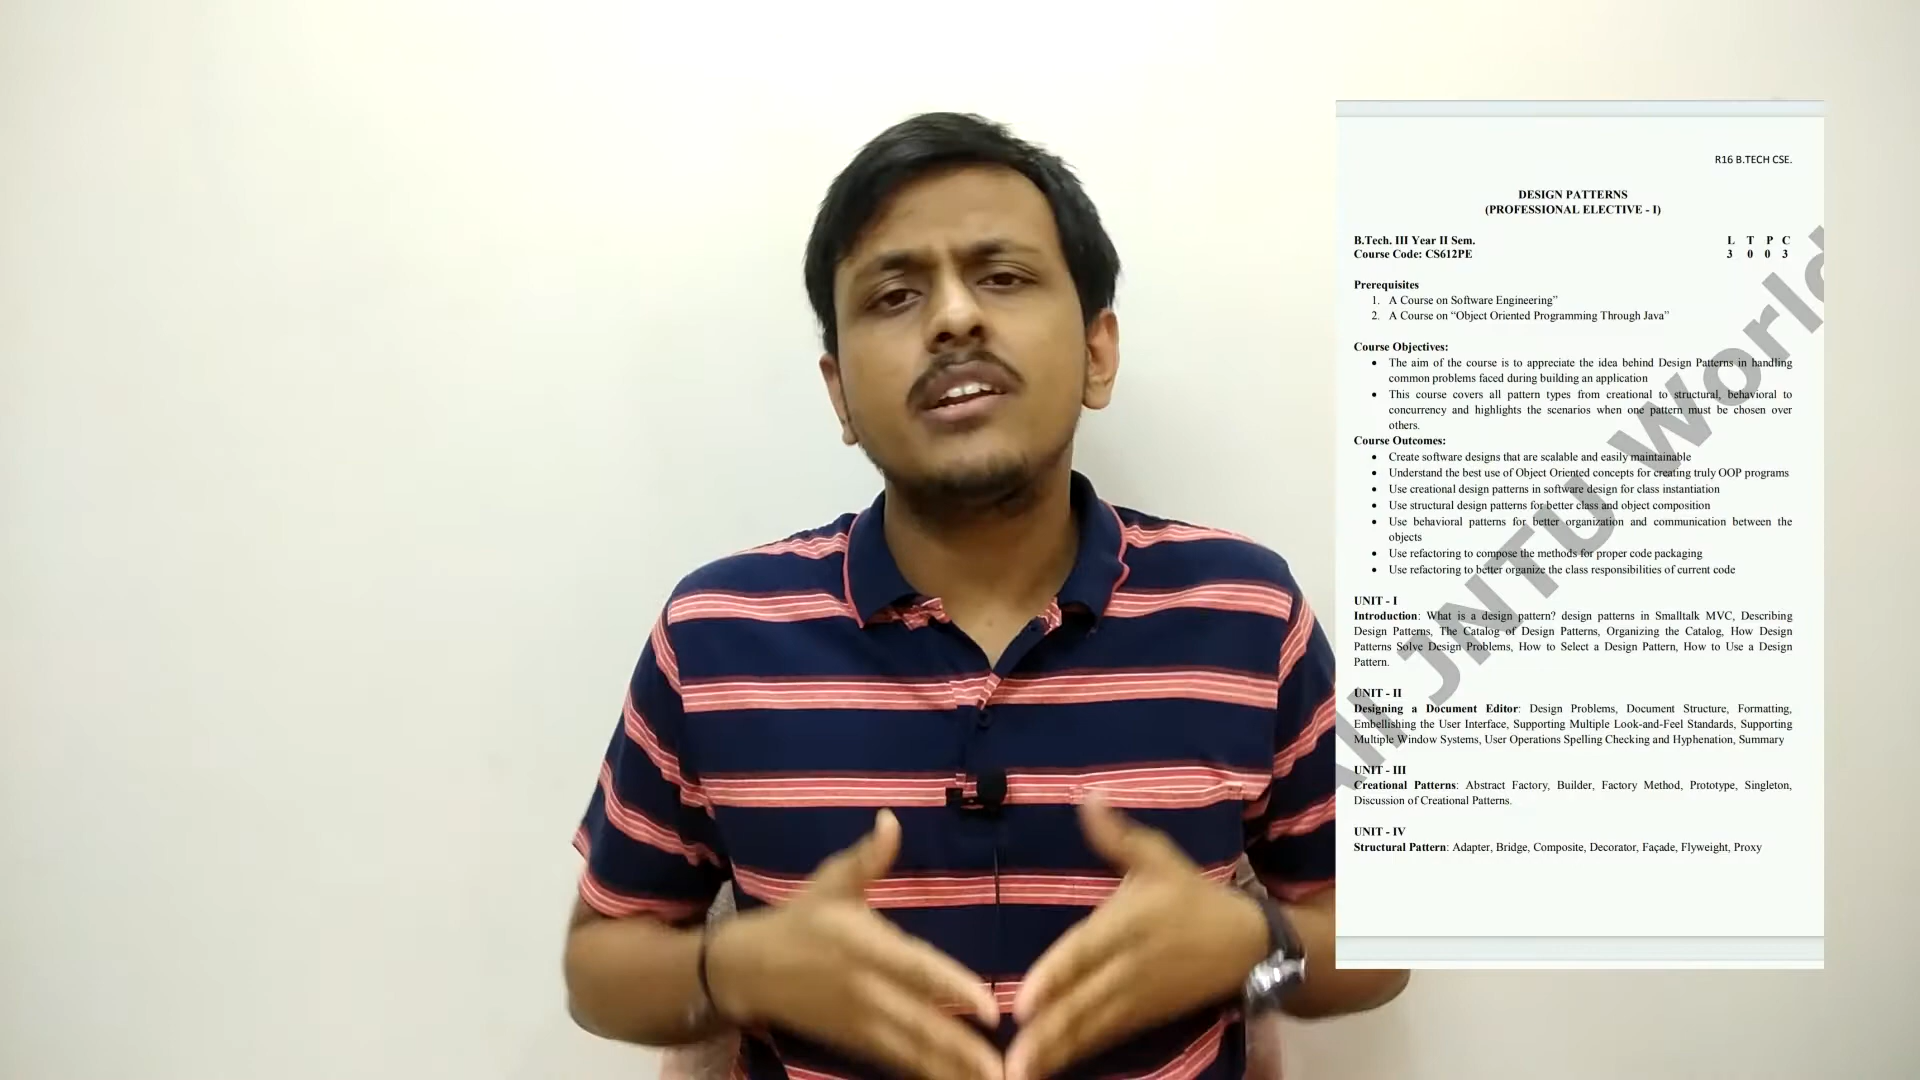 R16 B.TECH CSE.
DESIGN PATTERNS
(PROFESSIONAL ELECTIVE - I)
B.Tech. III Year II Sem. L T P C
Course Code: CS612PE 3 0 0 3
Prerequisites
1. A Course on Software Engineering”
2. A Course on “Object Oriented Programming Through Java”
Course Objectives:
• The aim of the course is to appreciate the idea behind Design Patterns in handling
common problems faced during building an application
• This course covers all pattern types from creational to structural, behavioral to
concurrency and highlights the scenarios when one pattern must be chosen over
others.
Course Outcomes:
• Create software designs that are scalable and easily maintainable
• Understand the best use of Object Oriented concepts for creating truly OOP programs
• Use creational design patterns in software design for class instantiation
• Use structural design patterns for better class and object composition
• Use behavioral patterns for better organization and communication between the
objects
• Use refactoring to compose the methods for proper code packaging
• Use refactoring to better organize the class responsibilities of current code
UNIT - I
Introduction: What is a design pattern? design patterns in Smalltalk MVC, Describing
Design Patterns, The Catalog of Design Patterns, Organizing the Catalog, How Design
Patterns Solve Design Problems, How to Select a Design Pattern, How to Use a Design
Pattern.
UNIT - II
Designing a Document Editor: Design Problems, Document Structure, Formatting,
Embellishing the User Interface, Supporting Multiple Look-and-Feel Standards, Supporting
Multiple Window Systems, User Operations Spelling Checking and Hyphenation, Summary
UNIT - III
Creational Patterns: Abstract Factory, Builder, Factory Method, Prototype, Singleton,
Discussion of Creational Patterns.
UNIT - IV
Structural Pattern: Adapter, Bridge, Composite, Decorator, Façade, Flyweight, Proxy
All JNTU World